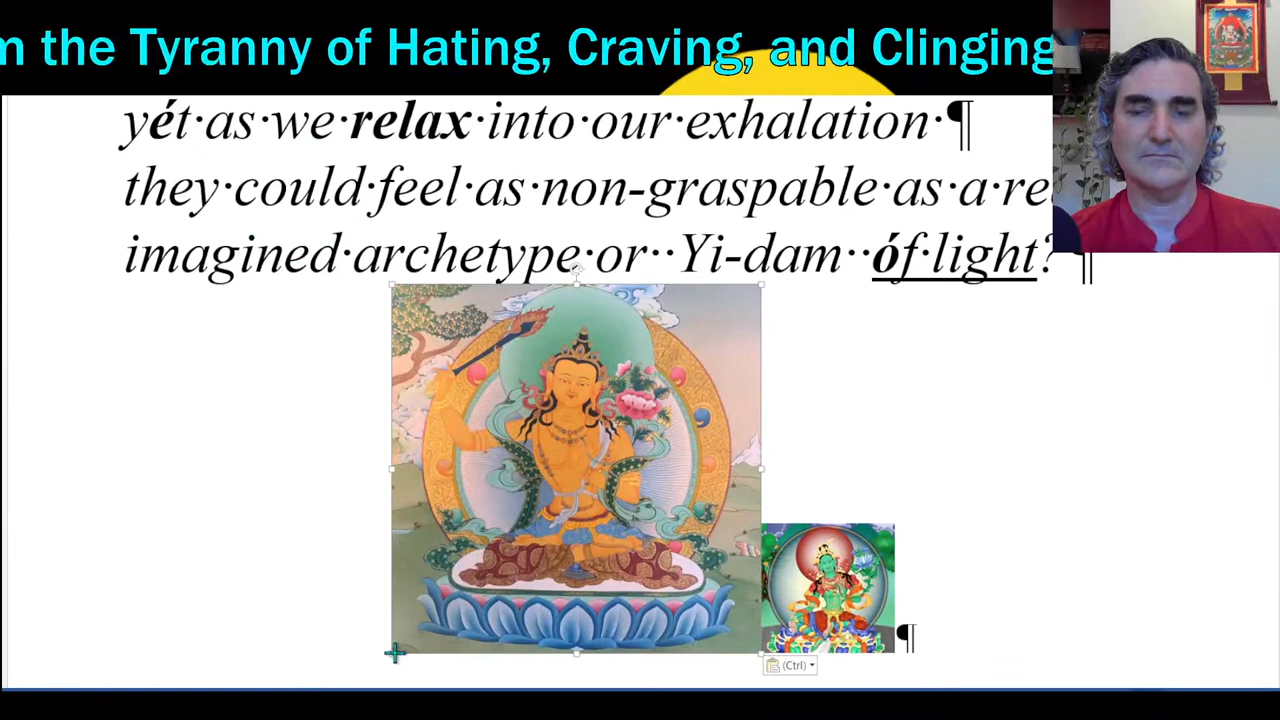 m the Tyranny of Hating, Craving, and Clinging
yét·as·we·relax·into·our·exhalation·¶
they·could·feel·as·non-graspable·as·a·re
imagined·archetype·or··Yi-dam··óf·light?·¶
¶
(Ctrl)